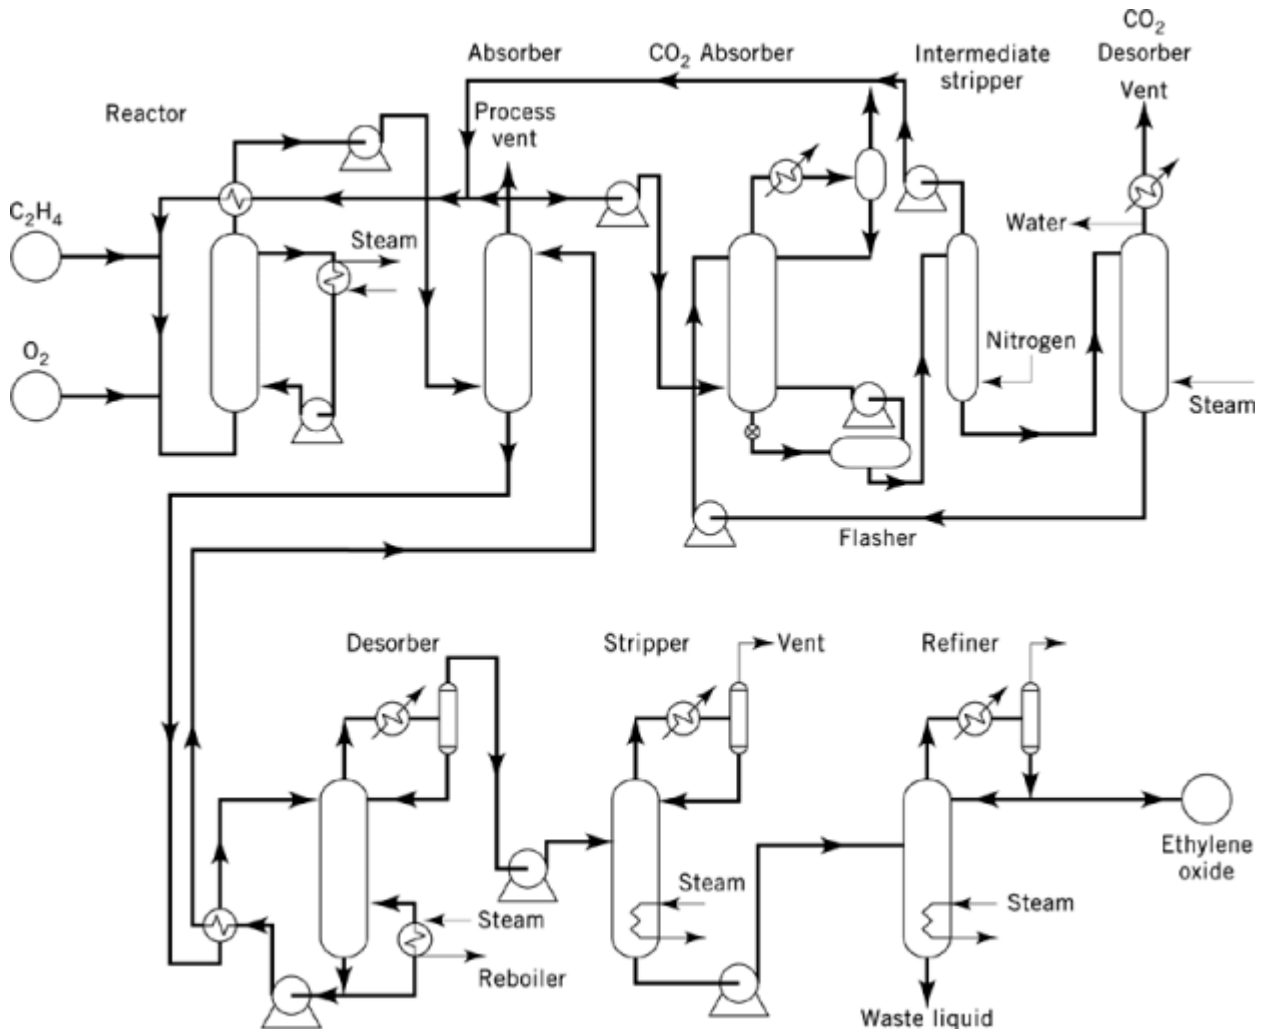 CO₂
Absorber
CO₂ Absorber
Intermediate
stripper
Desorber
Reactor
Process
vent
Vent
C₂H₄
Steam
Water
O₂
Nitrogen
Steam
Flasher
Desorber
Stripper
Vent
Refiner
Steam
Steam
Steam
Ethylene
oxide
Reboiler
Waste liquid